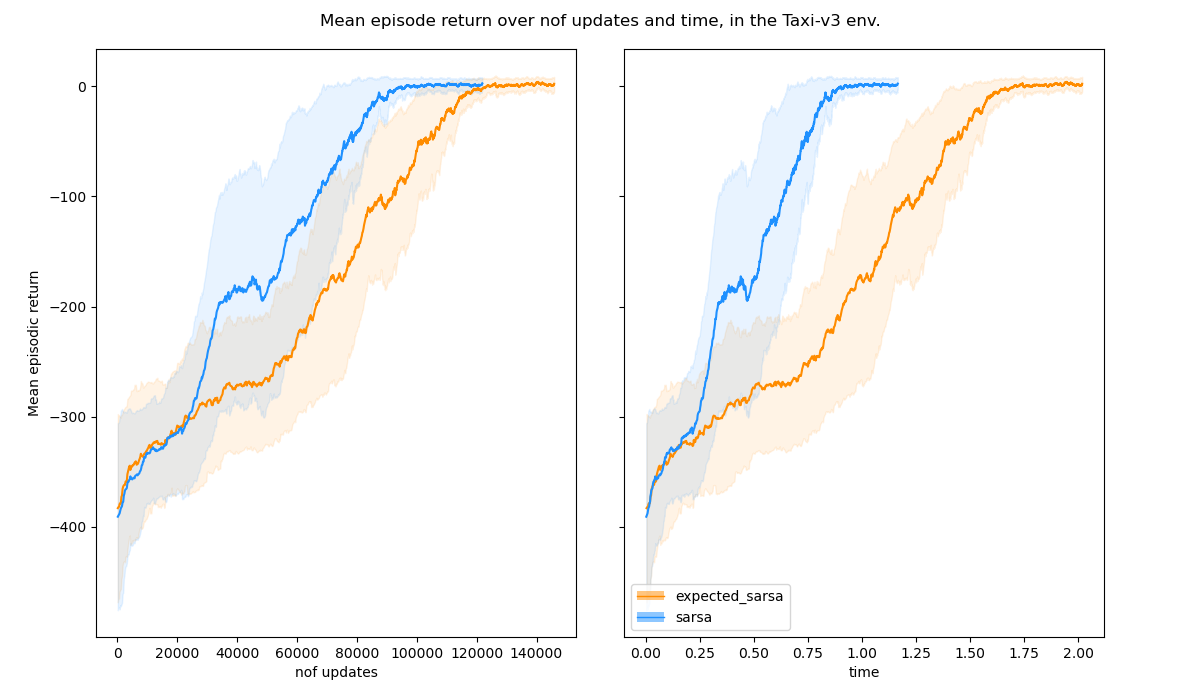 Mean episode return over nof updates and time, in the Taxi-v3 env.
Mean episodic return
0
−100
−200
−300
−400
0 20000 40000 60000 80000 100000 120000 140000
nof updates
expected_sarsa
sarsa
0.00 0.25 0.50 0.75 1.00 1.25 1.50 1.75 2.00
time